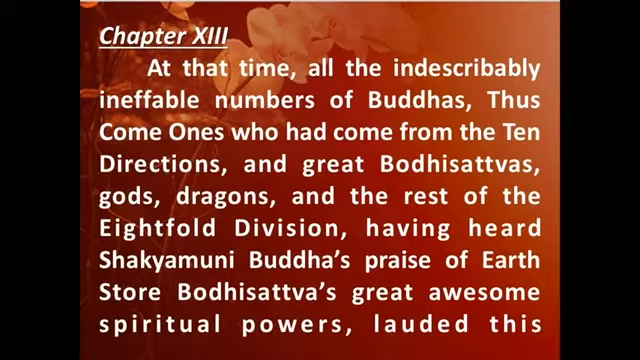 Chapter XIII
At that time, all the indescribably
ineffable numbers of Buddhas, Thus
Come Ones who had come from the Ten
Directions, and great Bodhisattvas,
gods, dragons, and the rest of the
Eightfold Division, having heard
Shakyamuni Buddha’s praise of Earth
Store Bodhisattva’s great awesome
spiritual powers, lauded this